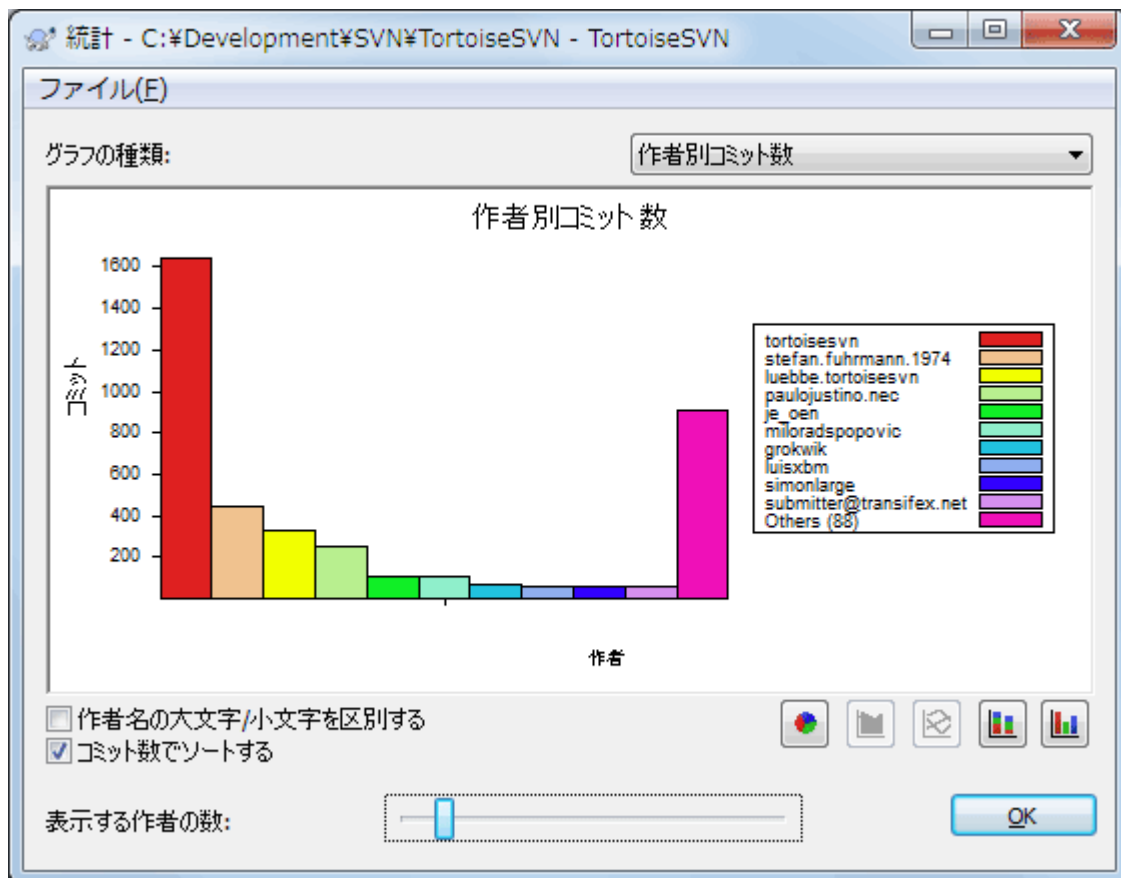 統計 - C:¥Development¥SVN¥TortoiseSVN - TortoiseSVN
ファイル(F)
グラフの種類:
作者別コミット数
作者別コミット数
1600
1400
1200
1000
800
600
400
200
コミット
作者
tortoisesvn
stefan.fuhrmann.1974
luebbe.tortoisesvn
paulojustino.nec
je_oen
miloradspopovic
grokwik
luisxbm
simonlarge
submitter@transifex.net
Others (88)
作者名の大文字/小文字を区別する
コミット数でソートする
表示する作者の数:
OK